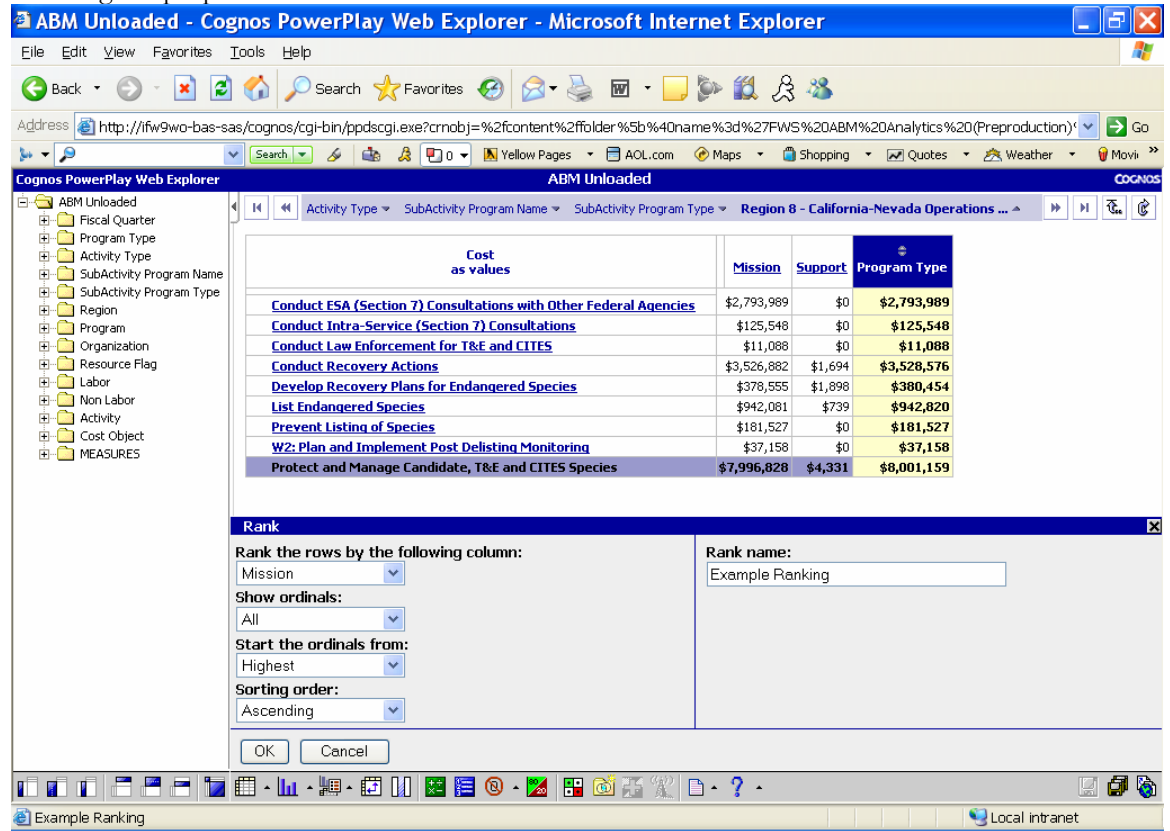 ABM Unloaded - Cognos PowerPlay Web Explorer - Microsoft Internet Explorer
File Edit View Favorites Tools Help
Back Search Favorites
Address http://ifw9wo-bas-sas/cognos/cgi-bin/ppdscgi.exe?crnobj=%2fcontent%2ffolder%5b%40name%3d%27FWS%20ABM%20Analytics%20(Preproduction)% Go
Search 0 Yellow Pages AOL.com Maps Shopping Quotes Weather Movi »
Cognos PowerPlay Web Explorer ABM Unloaded COGNOS
ABM Unloaded
Fiscal Quarter
Program Type
Activity Type
SubActivity Program Name
SubActivity Program Type
Region
Program
Organization
Resource Flag
Labor
Non Labor
Activity
Cost Object
MEASURES
Activity Type SubActivity Program Name SubActivity Program Type Region 8 - California-Nevada Operations ...
Cost
as values Mission Support Program Type
Conduct ESA (Section 7) Consultations with Other Federal Agencies $2,793,989 $0 $2,793,989
Conduct Intra-Service (Section 7) Consultations $125,548 $0 $125,548
Conduct Law Enforcement for T&E and CITES $11,088 $0 $11,088
Conduct Recovery Actions $3,526,882 $1,694 $3,528,576
Develop Recovery Plans for Endangered Species $378,555 $1,898 $380,454
List Endangered Species $942,081 $739 $942,820
Prevent Listing of Species $181,527 $0 $181,527
W2: Plan and Implement Post Delisting Monitoring $37,158 $0 $37,158
Protect and Manage Candidate, T&E and CITES Species $7,996,828 $4,331 $8,001,159
Rank
Rank the rows by the following column:
Mission
Show ordinals:
All
Start the ordinals from:
Highest
Sorting order:
Ascending
Rank name:
Example Ranking
OK Cancel
Example Ranking Local intranet